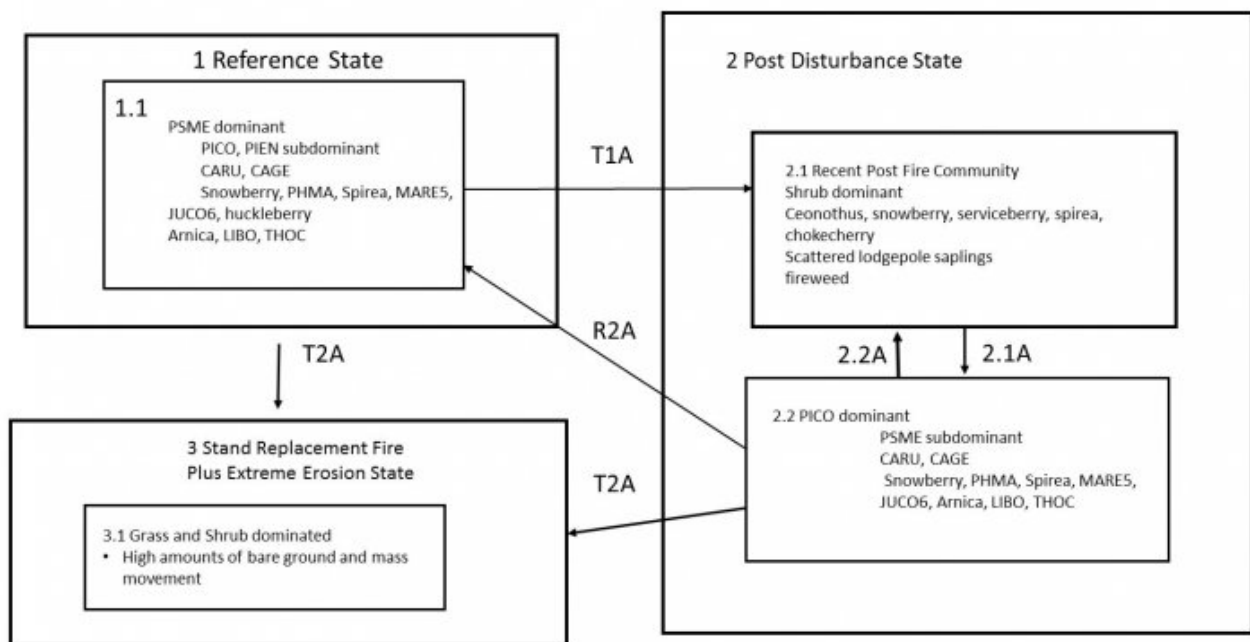 1 Reference State
1.1
PSME dominant
PICO, PIEN subdominant
CARU, CAGE
Snowberry, PHMA, Spirea, MARE5,
JUCO6, huckleberry
Arnica, LIBO, THOC
T1A
2 Post Disturbance State
2.1 Recent Post Fire Community
Shrub dominant
Ceonothus, snowberry, serviceberry, spirea,
chokecherry
Scattered lodgepole saplings
fireweed
R2A
T2A
2.2A
2.1A
2.2 PICO dominant
PSME subdominant
CARU, CAGE
Snowberry, PHMA, Spirea, MARE5,
JUCO6, Arnica, LIBO, THOC
T2A
3 Stand Replacement Fire
Plus Extreme Erosion State
3.1 Grass and Shrub dominated
• High amounts of bare ground and mass
movement